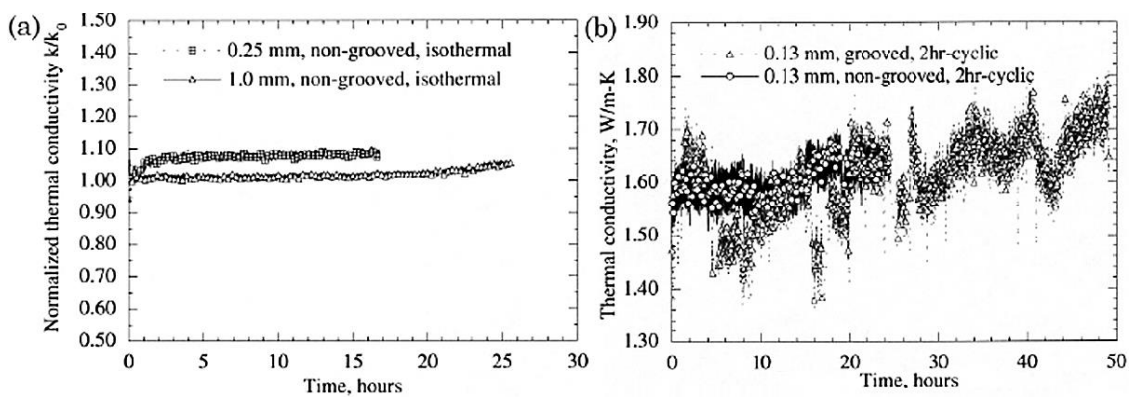 (a)
1.50
1.40
1.30
1.20
1.10
1.00
0.90
0.80
0.70
0.60
0.50
Normalized thermal conductivity k/k0
0.25 mm, non-grooved, isothermal
1.0 mm, non-grooved, isothermal
0 5 10 15 20 25 30
Time, hours
(b)
1.90
1.80
1.70
1.60
1.50
1.40
1.30
Thermal conductivity, W/m-K
0.13 mm, grooved, 2hr-cyclic
0.13 mm, non-grooved, 2hr-cyclic
0 10 20 30 40 50
Time, hours